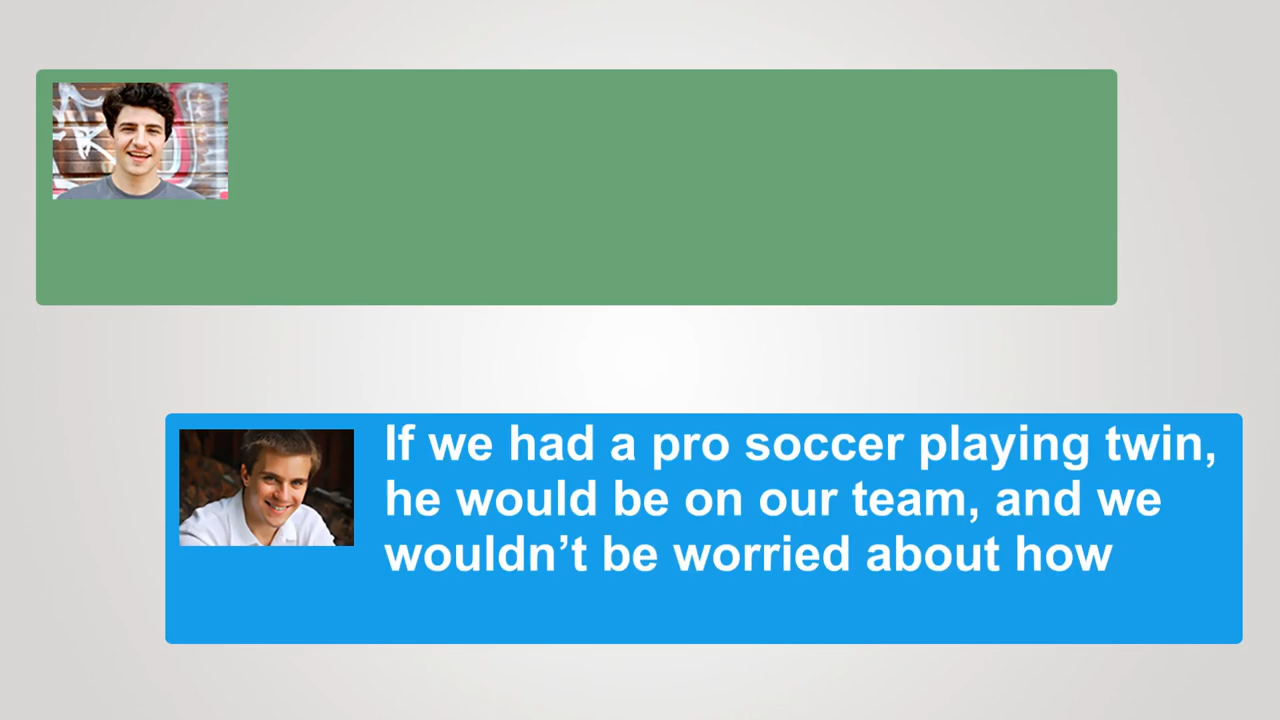 If we had a pro soccer playing twin,
he would be on our team, and we
wouldn’t be worried about how